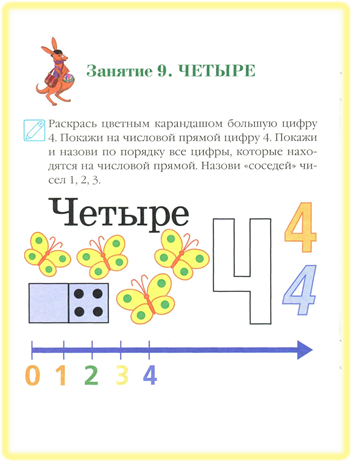 Занятие 9. ЧЕТЫРЕ
Раскрась цветным карандашом большую цифру
4. Покажи на числовой прямой цифру 4. Покажи
и назови по порядку все цифры, которые нахо-
дятся на числовой прямой. Назови «соседей» чи-
сел 1, 2, 3.
Четыре
4 4
4
0 1 2 3 4